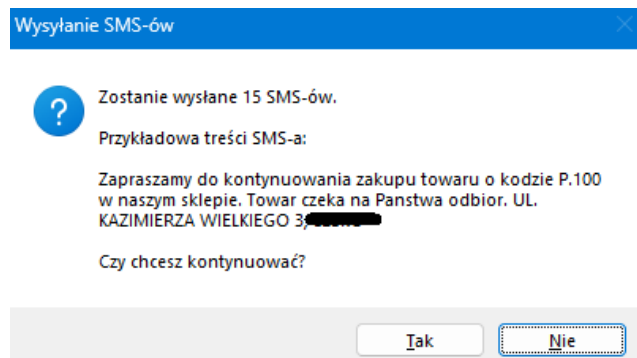 Wysyłanie SMS-ów
Zostanie wysłane 15 SMS-ów.
Przykładowa treści SMS-a:
Zapraszamy do kontynuowania zakupu towaru o kodzie P.100
w naszym sklepie. Towar czeka na Panstwa odbior. UL.
KAZIMIERZA WIELKIEGO 3,
Czy chcesz kontynuować?
Tak
Nie